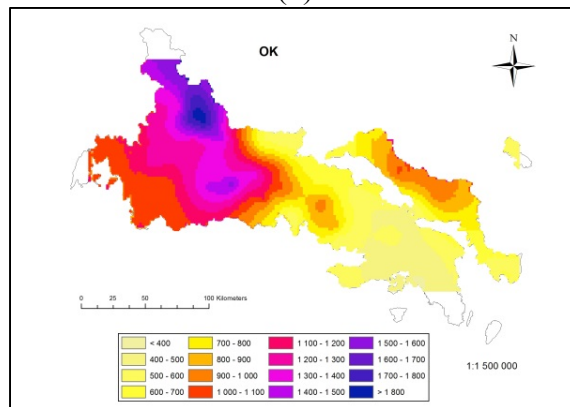 OK
N
0 12.5 25 50 75 100 Kilometers
< 400 700 - 800 1 100 - 1 200 1 500 - 1 600
400 - 500 800 - 900 1 200 - 1 300 1 600 - 1 700
500 - 600 900 - 1 000 1 300 - 1 400 1 700 - 1 800
600 - 700 1 000 - 1 100 1 400 - 1 500 > 1 800
1:1 500 000